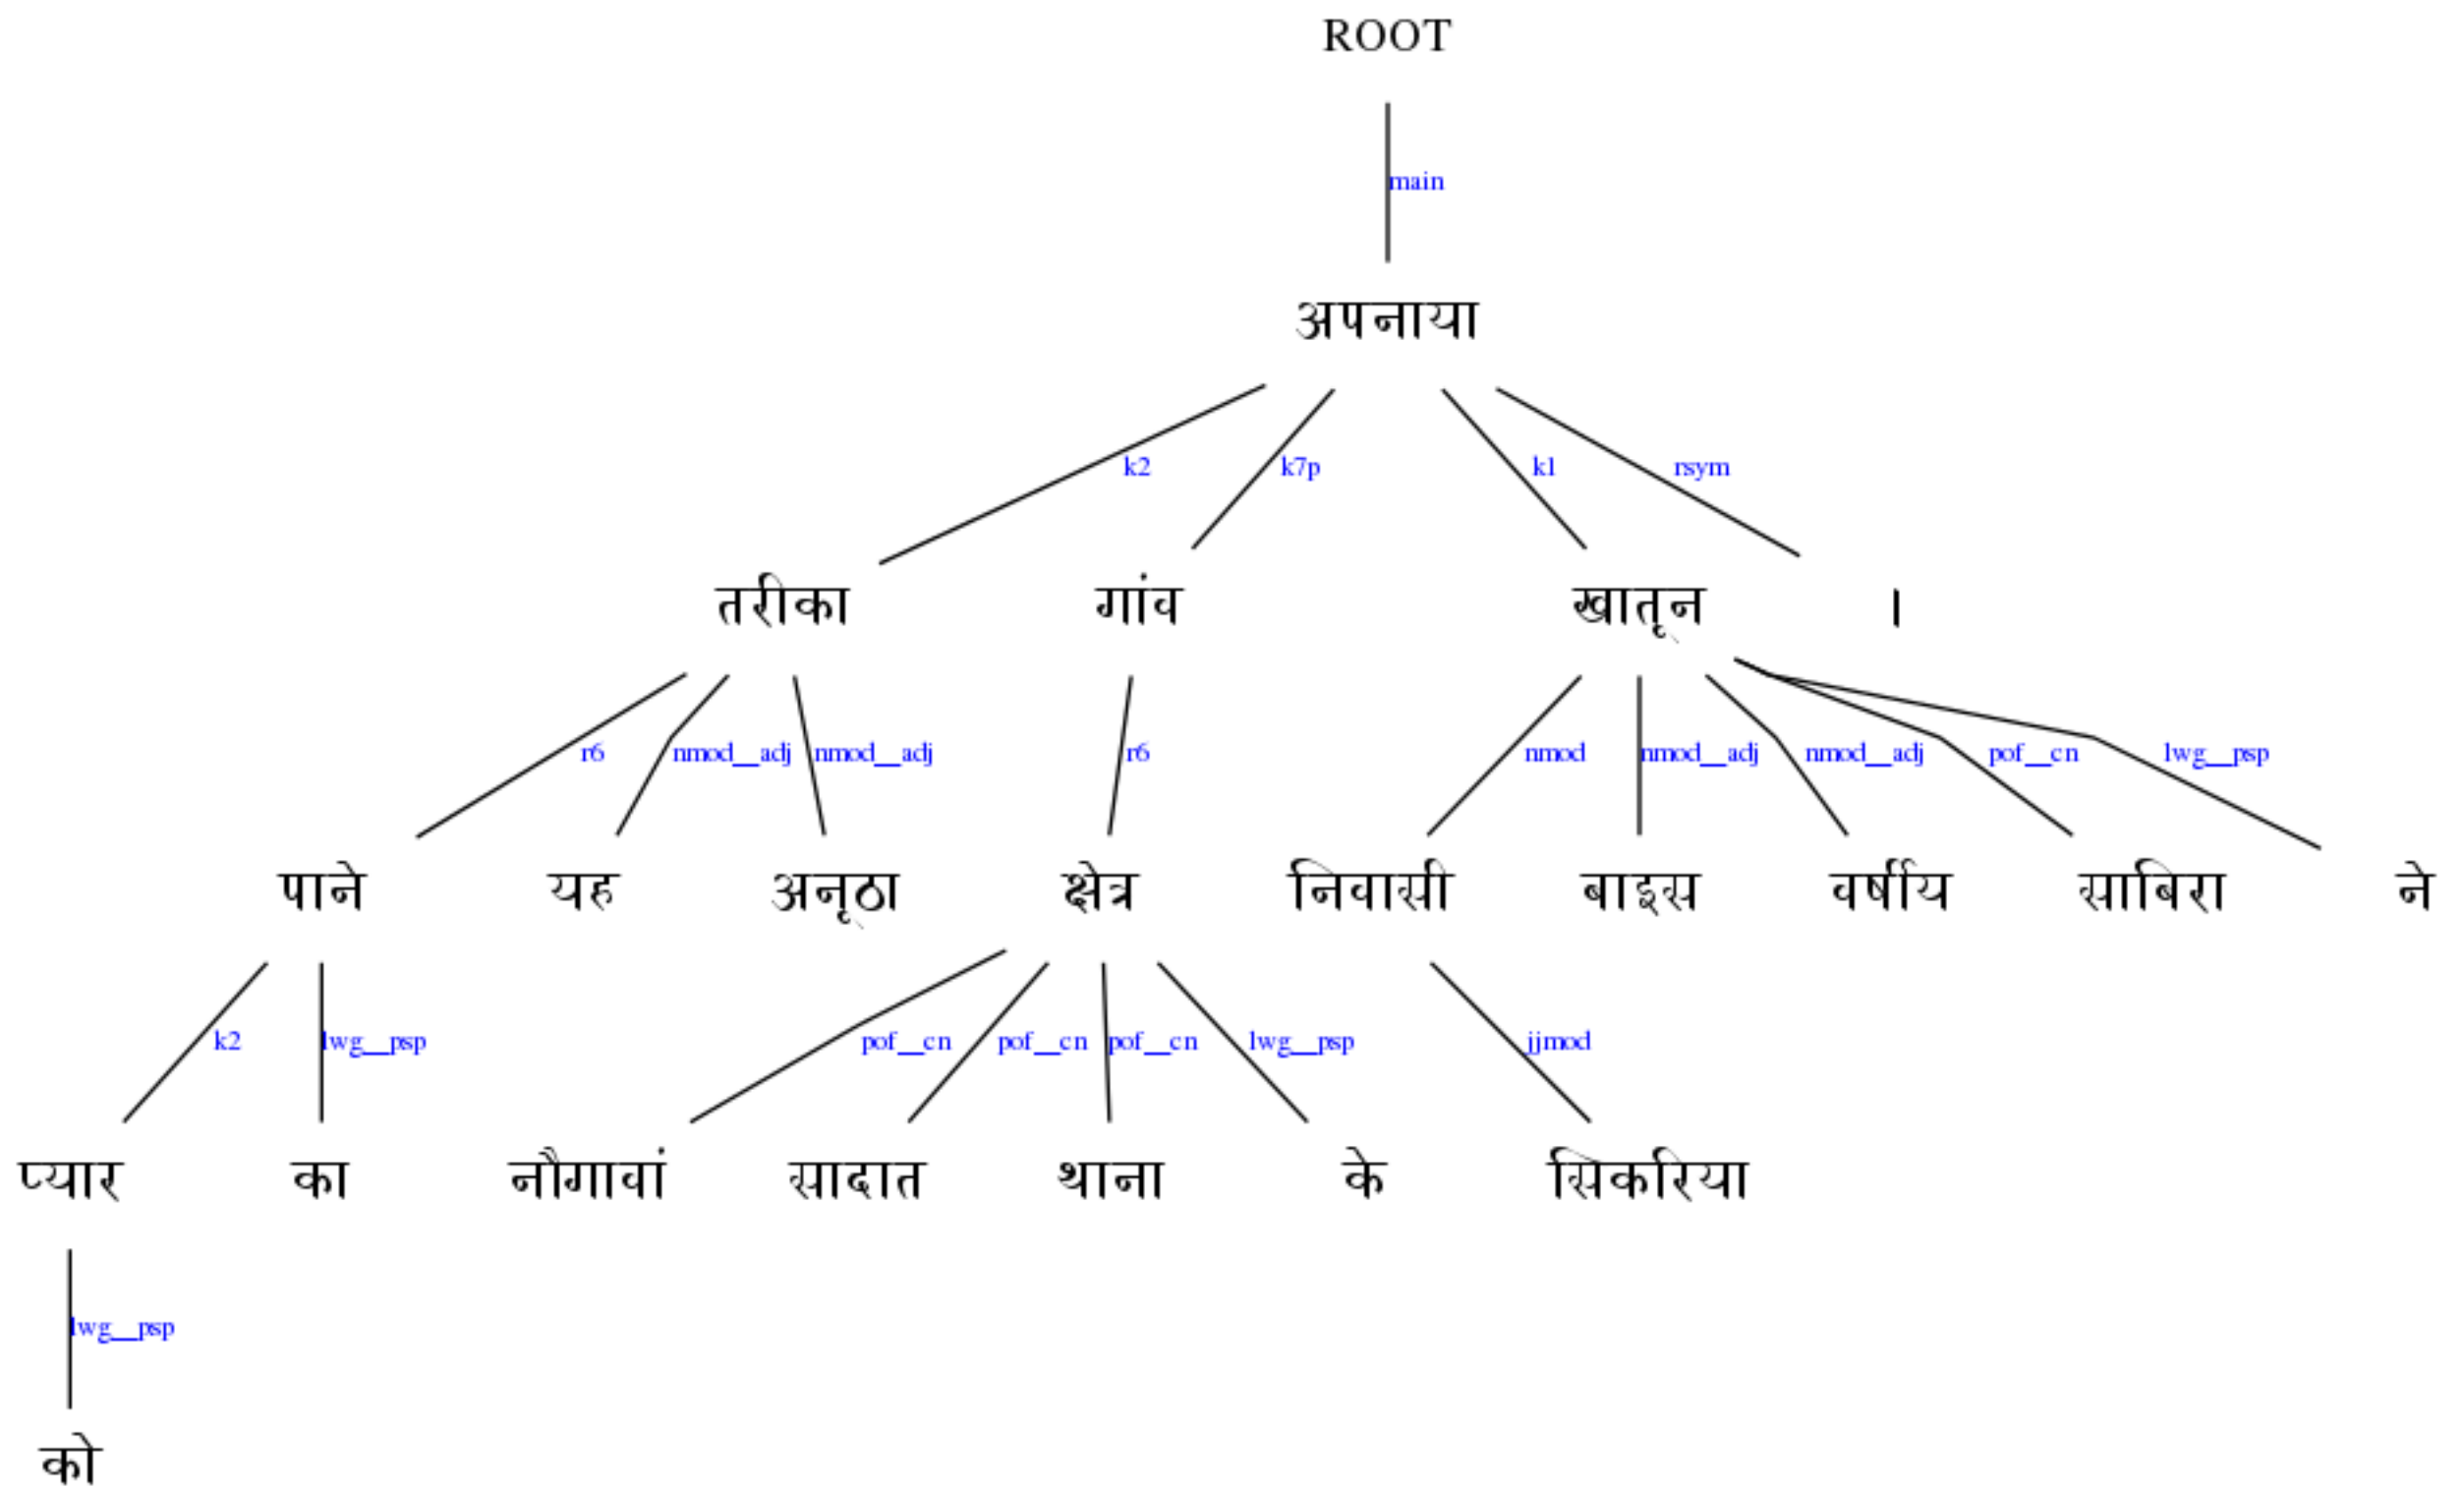 ROOT
main
अपनाया
k2 k7p k1 rsym
तरीका गांव खातून ।
r6 nmod__adj nmod__adj r6 nmod nmod__adj nmod__adj pof__cn lwg__psp
पाने यह अनूठा क्षेत्र निवासी बाइस वर्षीय साबिरा ने
k2 lwg__psp pof__cn pof__cn pof__cn lwg__psp jjmod
प्यार का नौगावां सादात थाना के सिकरिया
lwg__psp
को